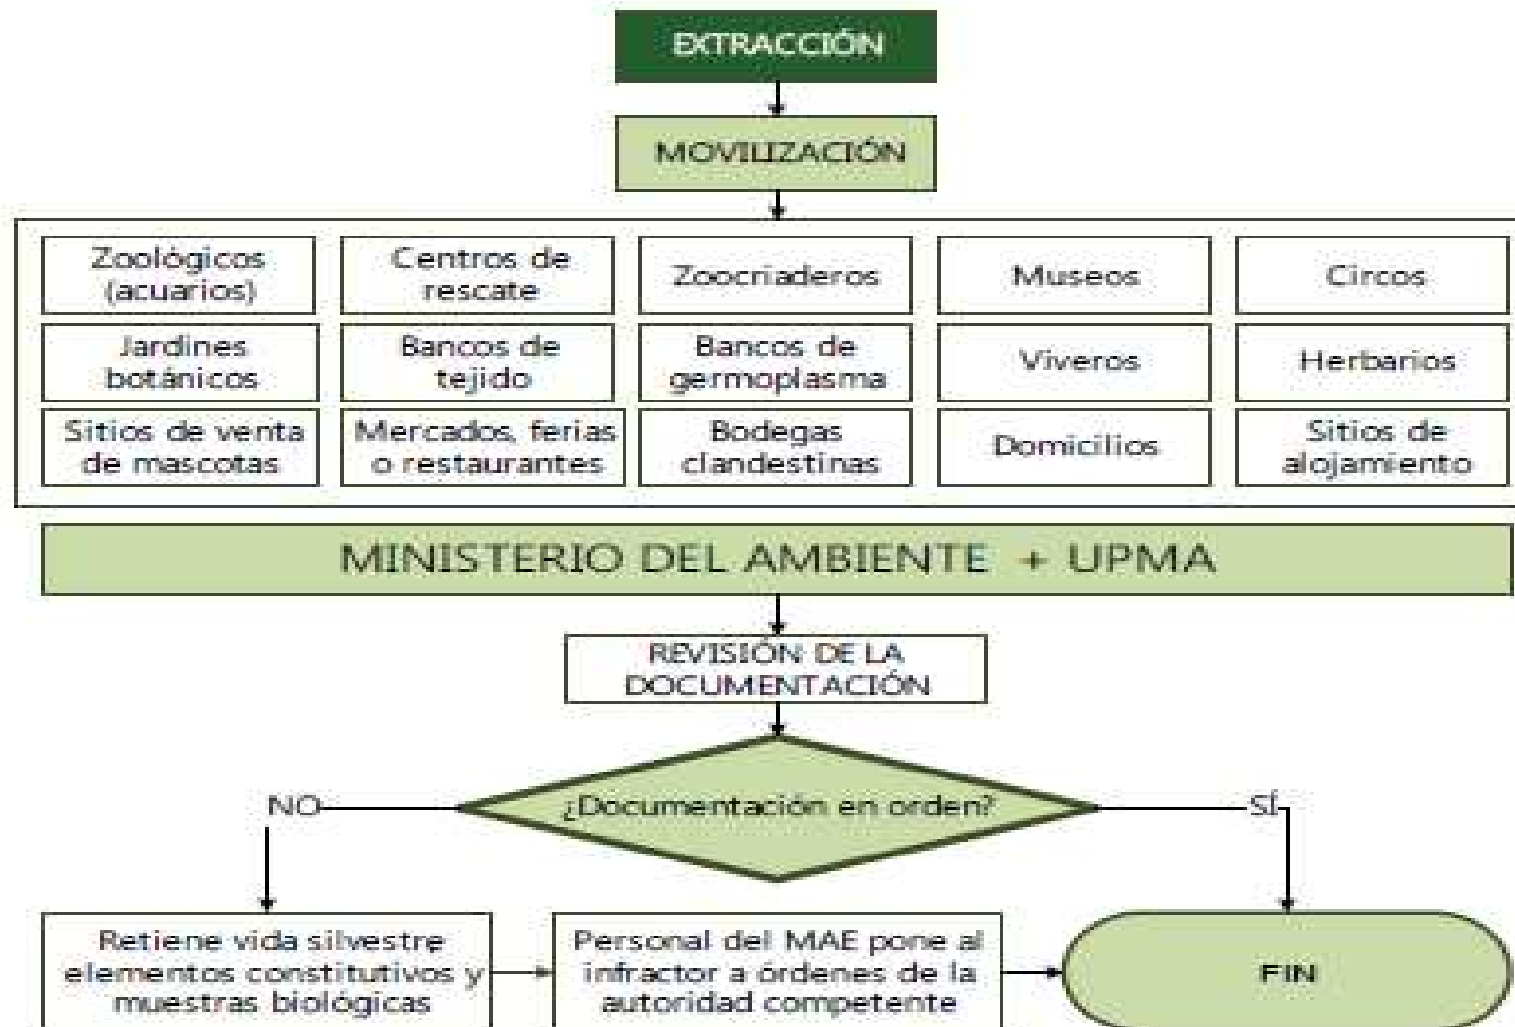 EXTRACCIÓN
MOVILIZACIÓN
Zoológicos
(acuarios)
Centros de
rescate
Zoocriaderos
Museos
Circos
Jardines
botánicos
Bancos de
tejido
Bancos de
germoplasma
Viveros
Herbarios
Sitios de venta
de mascotas
Mercados, ferias
o restaurantes
Bodegas
clandestinas
Domicilios
Sitios de
alojamiento
MINISTERIO DEL AMBIENTE + UPMA
REVISIÓN DE LA
DOCUMENTACIÓN
¿Documentación en orden?
NO
SÍ
Retiene vida silvestre
elementos constitutivos y
muestras biológicas
Personal del MAE pone al
infractor a órdenes de la
autoridad competente
FIN